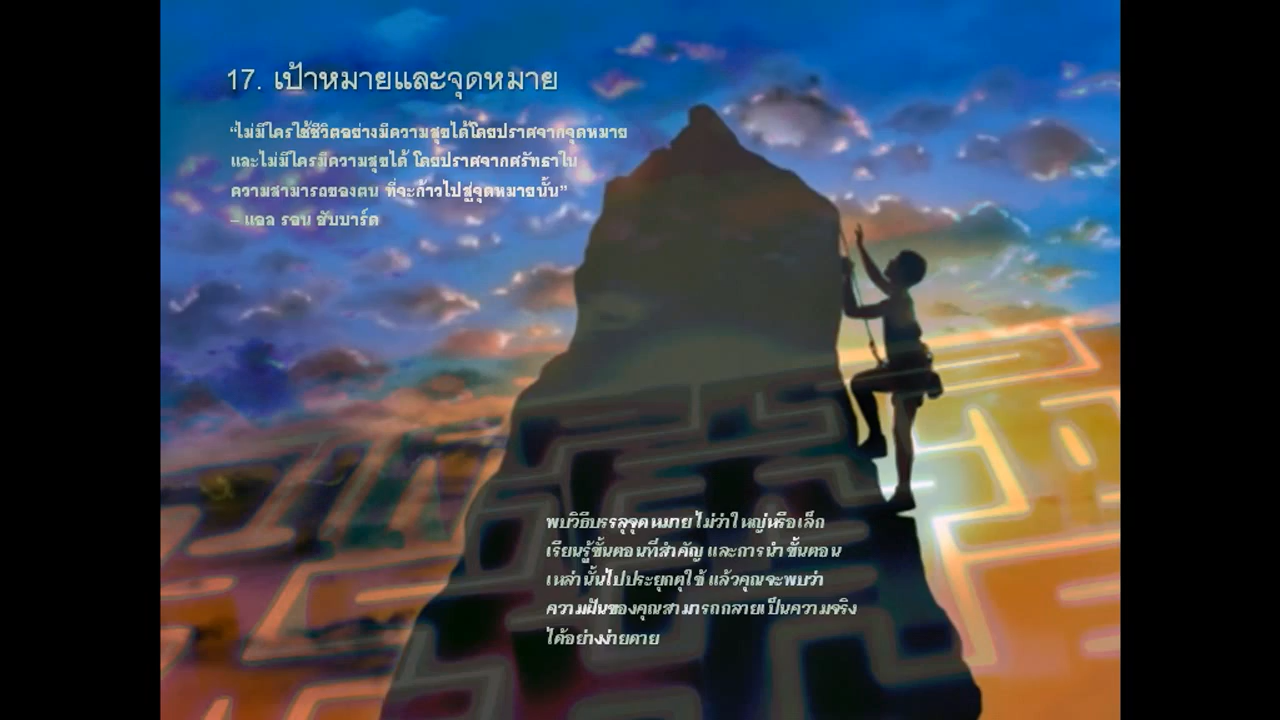 17. เป้าหมายและจุดหมาย
“ไม่มีใครใช้ชีวิตอย่างมีความสุขได้โดยปราศจากจุดหมาย
และไม่มีใครมีความสุขได้ โดยปราศจากศรัทธาใน
ความสามารถของตน ที่จะก้าวไปสู่จุดหมายนั้น”
– แอล รอน ฮับบาร์ด
พบวิธีบรรลุจุดหมาย ไม่ว่าใหญ่หรือเล็ก
เรียนรู้ขั้นตอนที่สำคัญ และการนำขั้นตอน
เหล่านั้นไปประยุกตฺใช้ แล้วคุณจะพบว่า
ความฝันของคุณสามารถกลายเป็นความจริง
ได้อย่างง่ายดาย